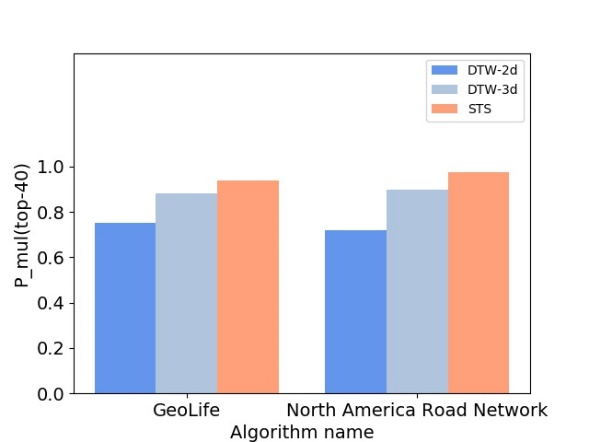 DTW-2d
DTW-3d
STS
P_mul(top-40)
1.0
0.8
0.6
0.4
0.2
0.0
GeoLife North America Road Network
Algorithm name